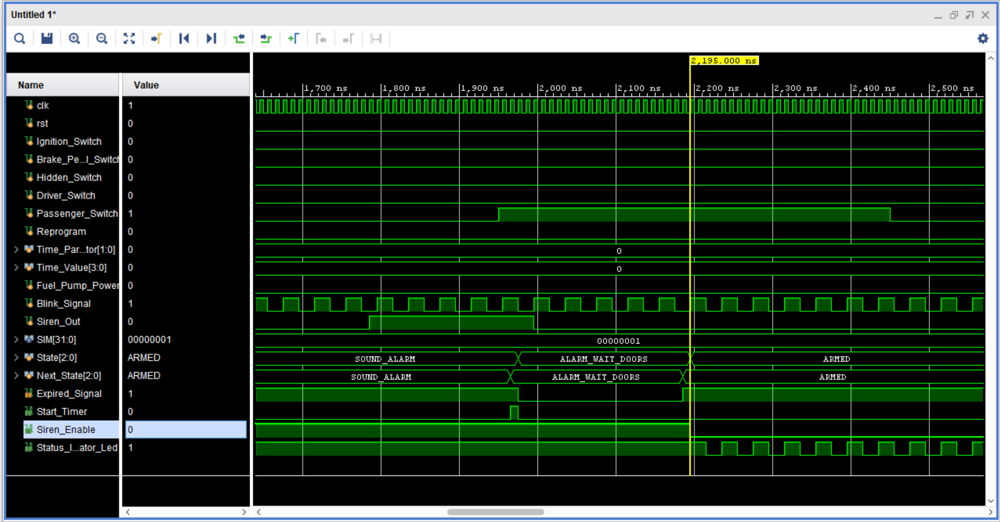 Untitled 1*
2,195.000 ns
Name Value
1,700 ns 1,800 ns 1,900 ns 2,000 ns 2,100 ns 2,200 ns 2,300 ns 2,400 ns 2,500 ns
clk 1
rst 0
Ignition_Switch 0
Brake_Pe...l_Switch 0
Hidden_Switch 0
Driver_Switch 0
Passenger_Switch 1
Reprogram 0
Time_Par...tor[1:0] 0 0
Time_Value[3:0] 0 0
Fuel_Pump_Power 0
Blink_Signal 1
Siren_Out 0
SIM[31:0] 00000001 00000001
State[2:0] ARMED SOUND_ALARM ALARM_WAIT_DOORS ARMED
Next_State[2:0] ARMED SOUND_ALARM ALARM_WAIT_DOORS ARMED
Expired_Signal 1
Start_Timer 0
Siren_Enable 0
Status_I...ator_Led 1